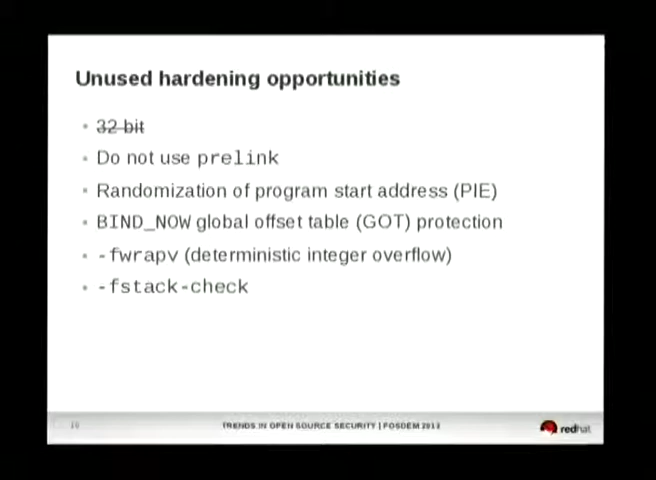 Unused hardening opportunities
32 bit
Do not use prelink
Randomization of program start address (PIE)
BIND_NOW global offset table (GOT) protection
-fwrapv (deterministic integer overflow)
-fstack-check
TRENDS IN OPEN SOURCE SECURITY | FOSDEM 2013
redhat